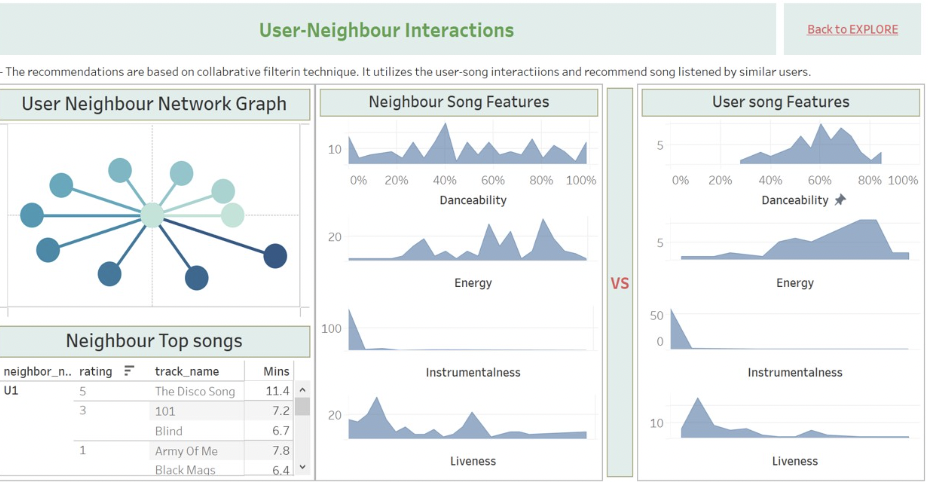 User-Neighbour Interactions
Back to EXPLORE
- The recommendations are based on collabrative filterin technique. It utilizes the user-song interactiions and recommend song listened by similar users.
User Neighbour Network Graph
Neighbour Top songs
neighbor_n.. rating track_name Mins
U1 5 The Disco Song 11.4
3 101 7.2
Blind 6.7
1 Army Of Me 7.8
Black Mags 6.4
Neighbour Song Features
10
0% 20% 40% 60% 80% 100%
Danceability
20
Energy
100
Instrumentalness
20
Liveness
VS
User song Features
5
0% 20% 40% 60% 80% 100%
Danceability
5
Energy
50
0
Instrumentalness
10
Liveness